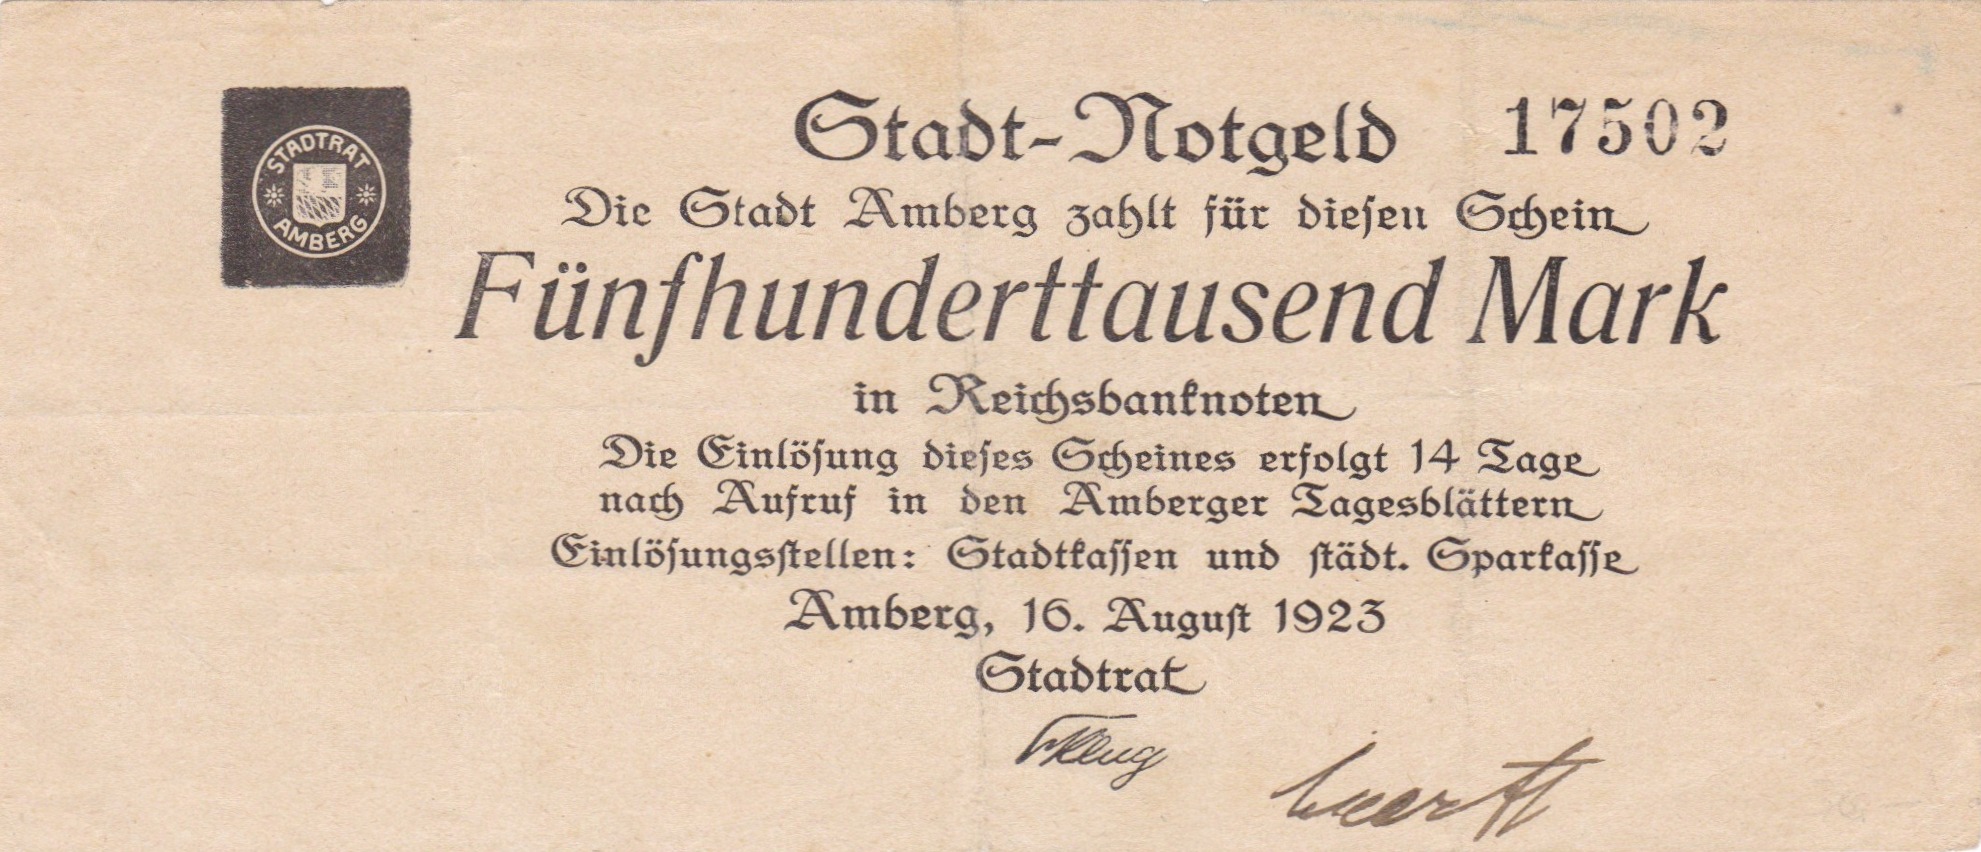 STADTRAT
AMBERG
Stadt-Notgeld 17502
Die Stadt Amberg zahlt für diesen Schein
Fünfhunderttausend Mark
in Reichsbanknoten
Die Einlösung dieses Scheines erfolgt 14 Tage
nach Aufruf in den Amberger Tagesblättern
Einlösungsstellen: Stadtkassen und städt. Sparkasse
Amberg, 16. August 1923
Stadtrat
Klug